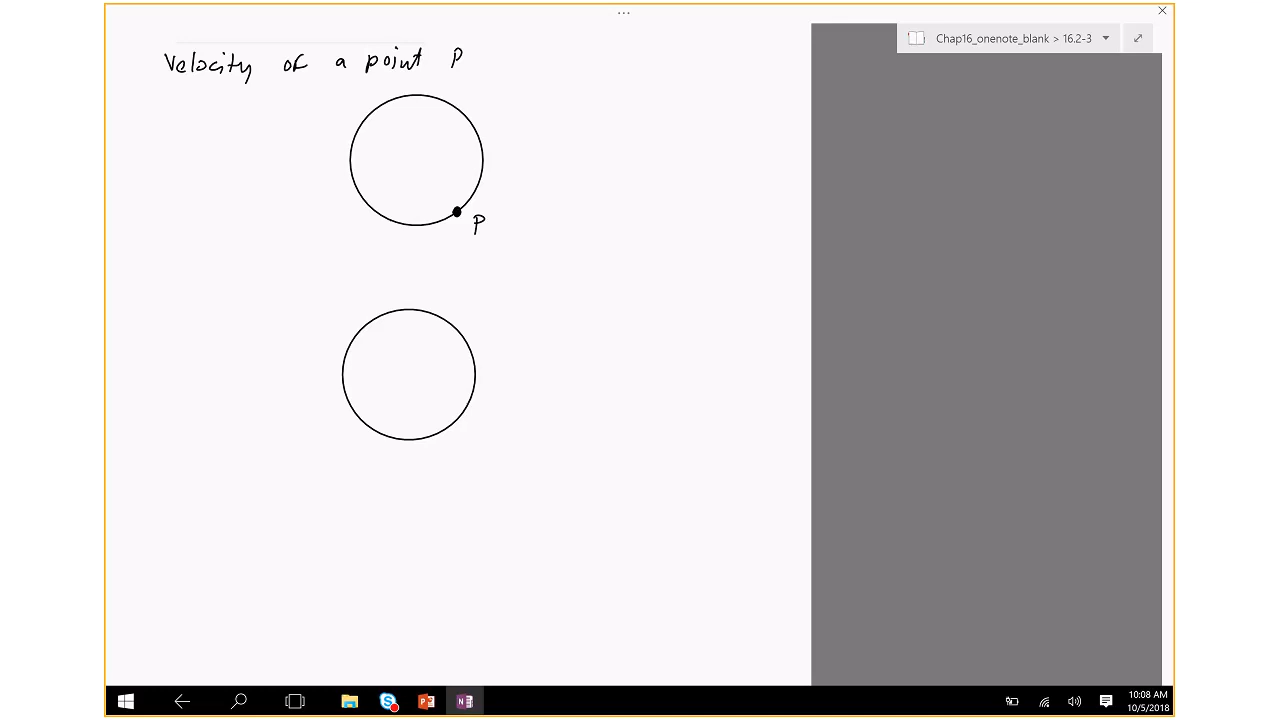 Chap16_onenote_blank > 16.2-3
Velocity of a point P
P
10:08 AM
10/5/2018